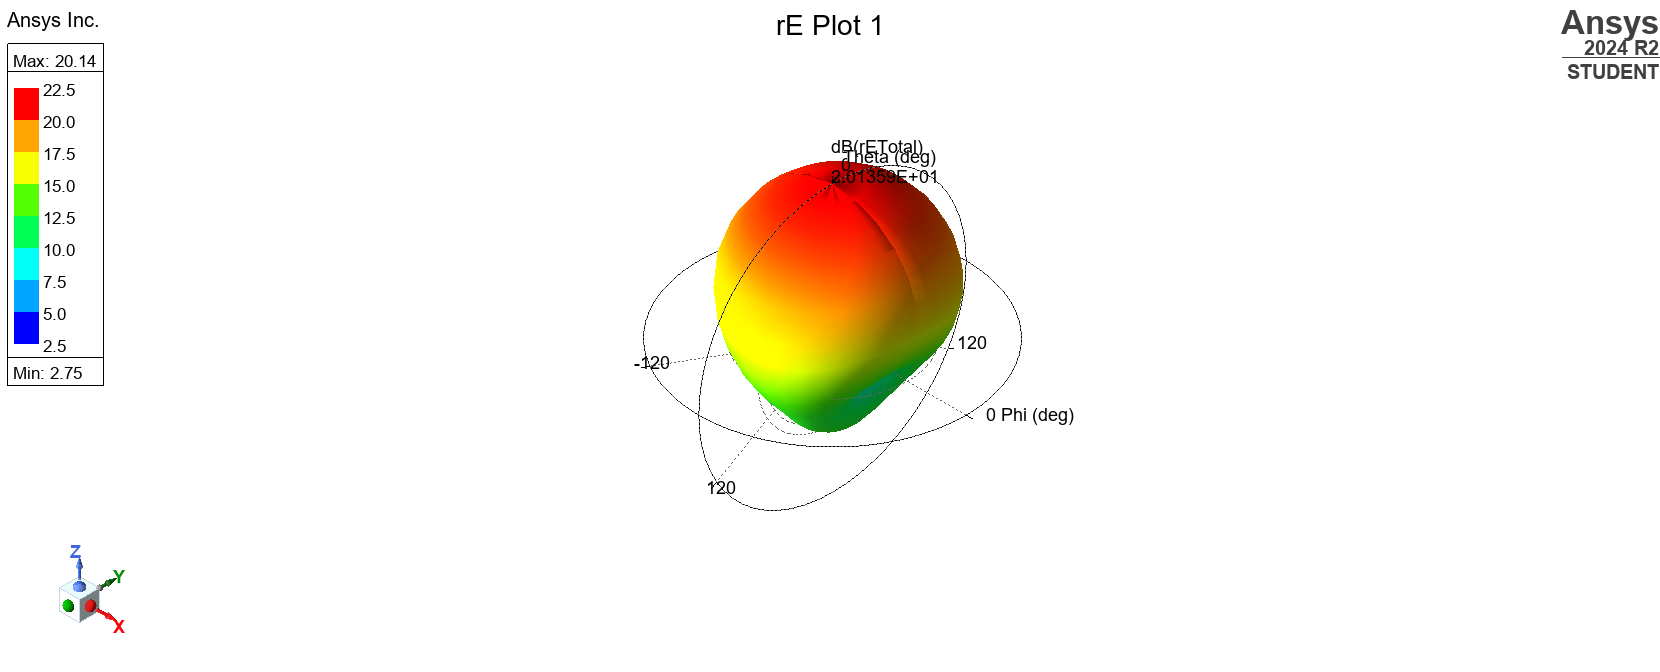 Ansys Inc.
rE Plot 1
Ansys
2024 R2
STUDENT
Max: 20.14
22.5
20.0
17.5
15.0
12.5
10.0
7.5
5.0
2.5
Min: 2.75
dB(rETotal)
Theta (deg)
0
2.01359E+01
120
-120
0 Phi (deg)
120
Z
Y
X